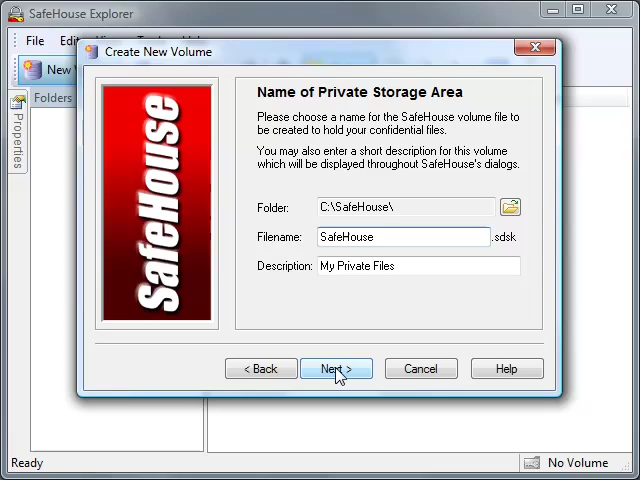 SafeHouse Explorer
File
Create New Volume
New
Folders
Properties
SafeHouse
Name of Private Storage Area
Please choose a name for the SafeHouse volume file to
be created to hold your confidential files.
You may also enter a short description for this volume
which will be displayed throughout SafeHouse's dialogs.
Folder: C:\SafeHouse\
Filename: SafeHouse .sdsk
Description: My Private Files
< Back Next > Cancel Help
Ready No Volume